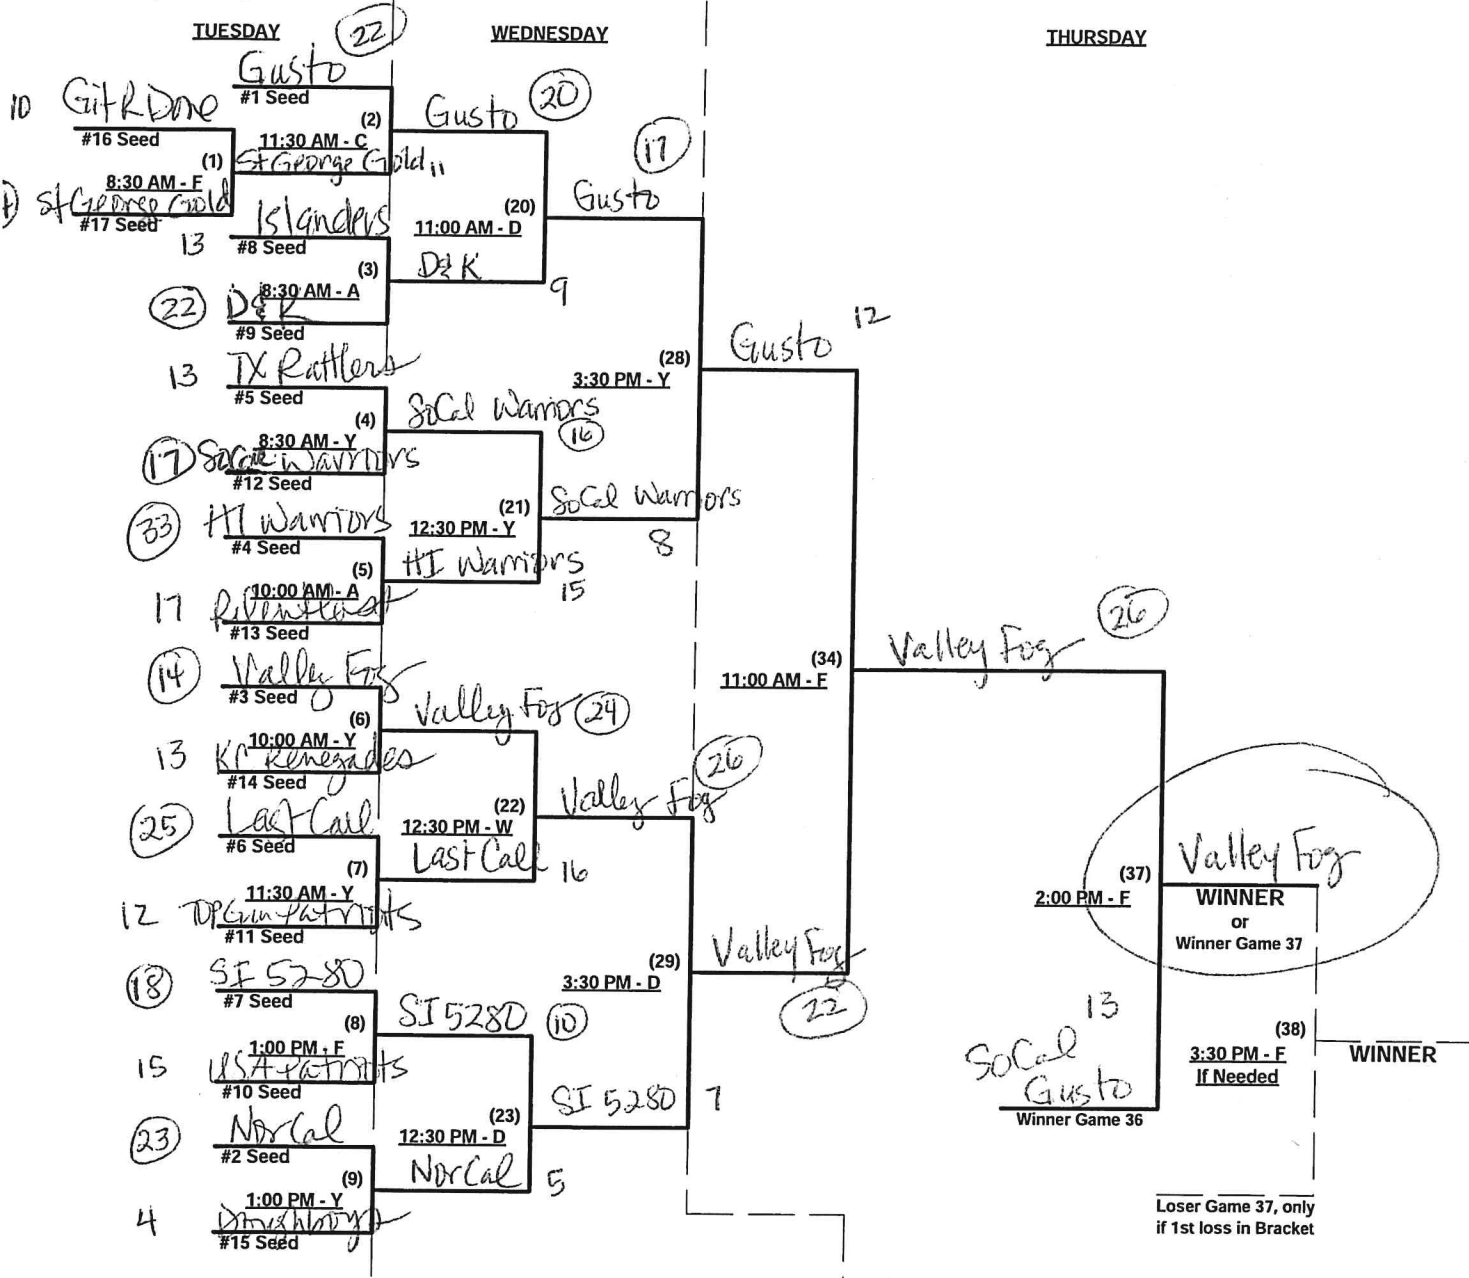 TUESDAY
22
WEDNESDAY
THURSDAY
Gusto
#1 Seed
10 Git R Done
#16 Seed
(2)
11:30 AM - C
Gusto 20
(1)
8:30 AM - F
St George Gold 11
St George Gold
#17 Seed
17
Gusto
Islanders
13 #8 Seed
(20)
11:00 AM - D
(3)
8:30 AM - A
D&K
9
22 D&K
#9 Seed
13 TX Rattlers
#5 Seed
Gusto 12
(28)
3:30 PM - Y
(4)
8:30 AM - Y
SoCal Warriors
16
17 SoCal Warriors
#12 Seed
(21)
12:30 PM - Y
SoCal Warriors
8
33 HI Warriors
#4 Seed
(5)
10:00 AM - A
HI Warriors
15
17
#13 Seed
14 Valley Fog
#3 Seed
(34)
11:00 AM - F
Valley Fog 26
(6)
10:00 AM - Y
Valley Fog 24
13 KC Renegades
#14 Seed
26
Valley Fog
25 Last Call
#6 Seed
(22)
12:30 PM - W
(7)
11:30 AM - Y
Last Call 16
12 Top Gun Patriots
#11 Seed
(37)
2:00 PM - F
Valley Fog
WINNER
or
Winner Game 37
18 SI 5280
#7 Seed
(29)
3:30 PM - D
Valley Fog
22
(8)
1:00 PM - F
SI 5280 10
15 USA Patriots
#10 Seed
13
SoCal
Gusto
Winner Game 36
(38)
3:30 PM - F
If Needed
WINNER
23 NorCal
#2 Seed
(23)
12:30 PM - D
SI 5280 7
(9)
1:00 PM - Y
NorCal 5
4 Doughboys
#15 Seed
Loser Game 37, only
if 1st loss in Bracket